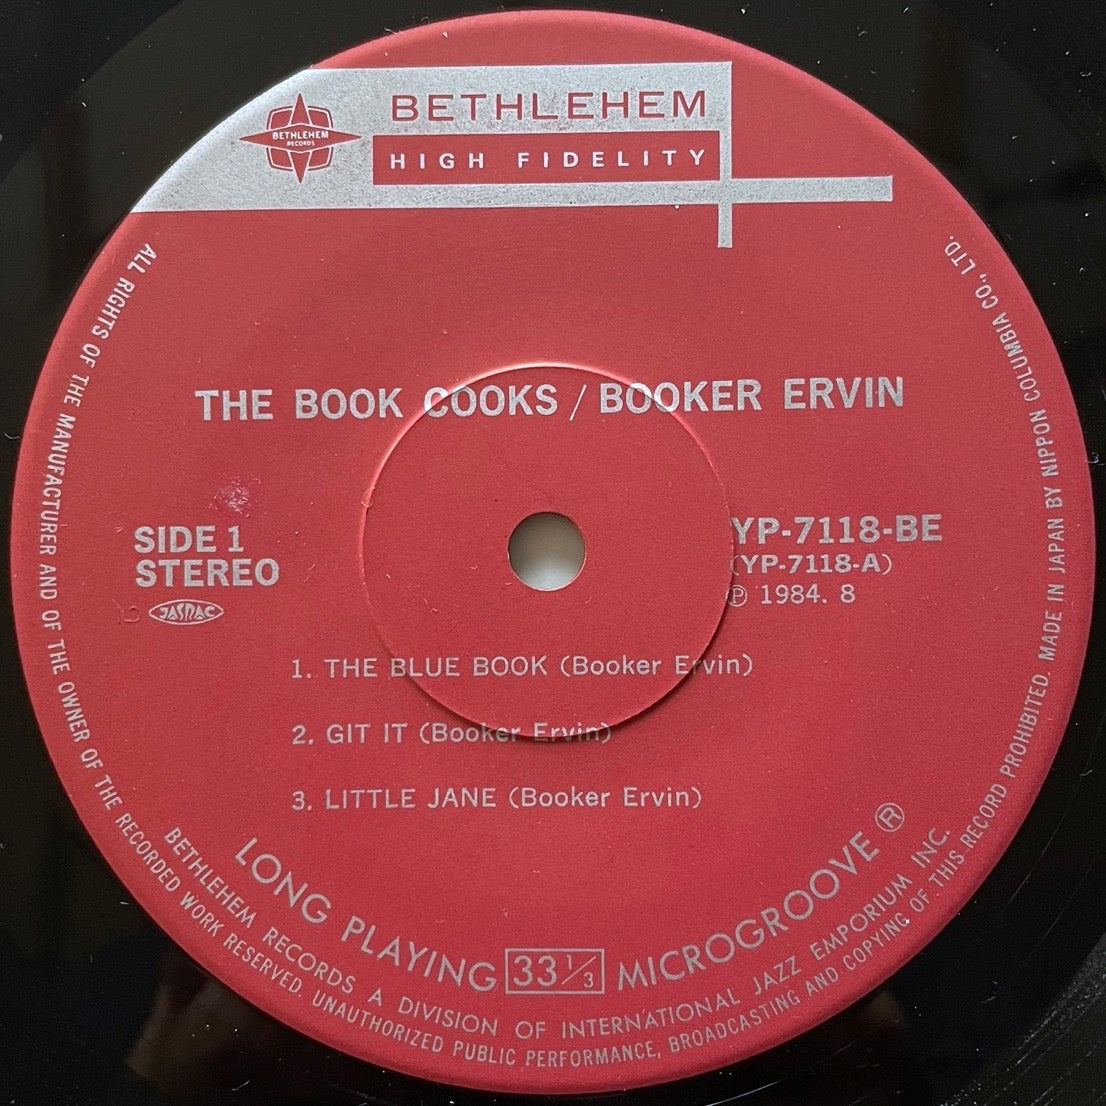 BETHLEHEM
RECORDS
BETHLEHEM
HIGH FIDELITY
THE BOOK COOKS / BOOKER ERVIN
SIDE 1
STEREO
JASRAC
YP-7118-BE
(YP-7118-A)
Ⓟ 1984. 8
1. THE BLUE BOOK (Booker Ervin)
2. GIT IT (Booker Ervin)
3. LITTLE JANE (Booker Ervin)
LONG PLAYING 33 1/3 MICROGROOVE ®
BETHLEHEM RECORDS A DIVISION OF INTERNATIONAL JAZZ EMPORIUM INC.
ALL RIGHTS OF THE MANUFACTURER AND OF THE OWNER OF THE RECORDED WORK RESERVED. UNAUTHORIZED PUBLIC PERFORMANCE, BROADCASTING AND COPYING OF THIS RECORD PROHIBITED. MADE IN JAPAN BY NIPPON COLUMBIA CO., LTD.